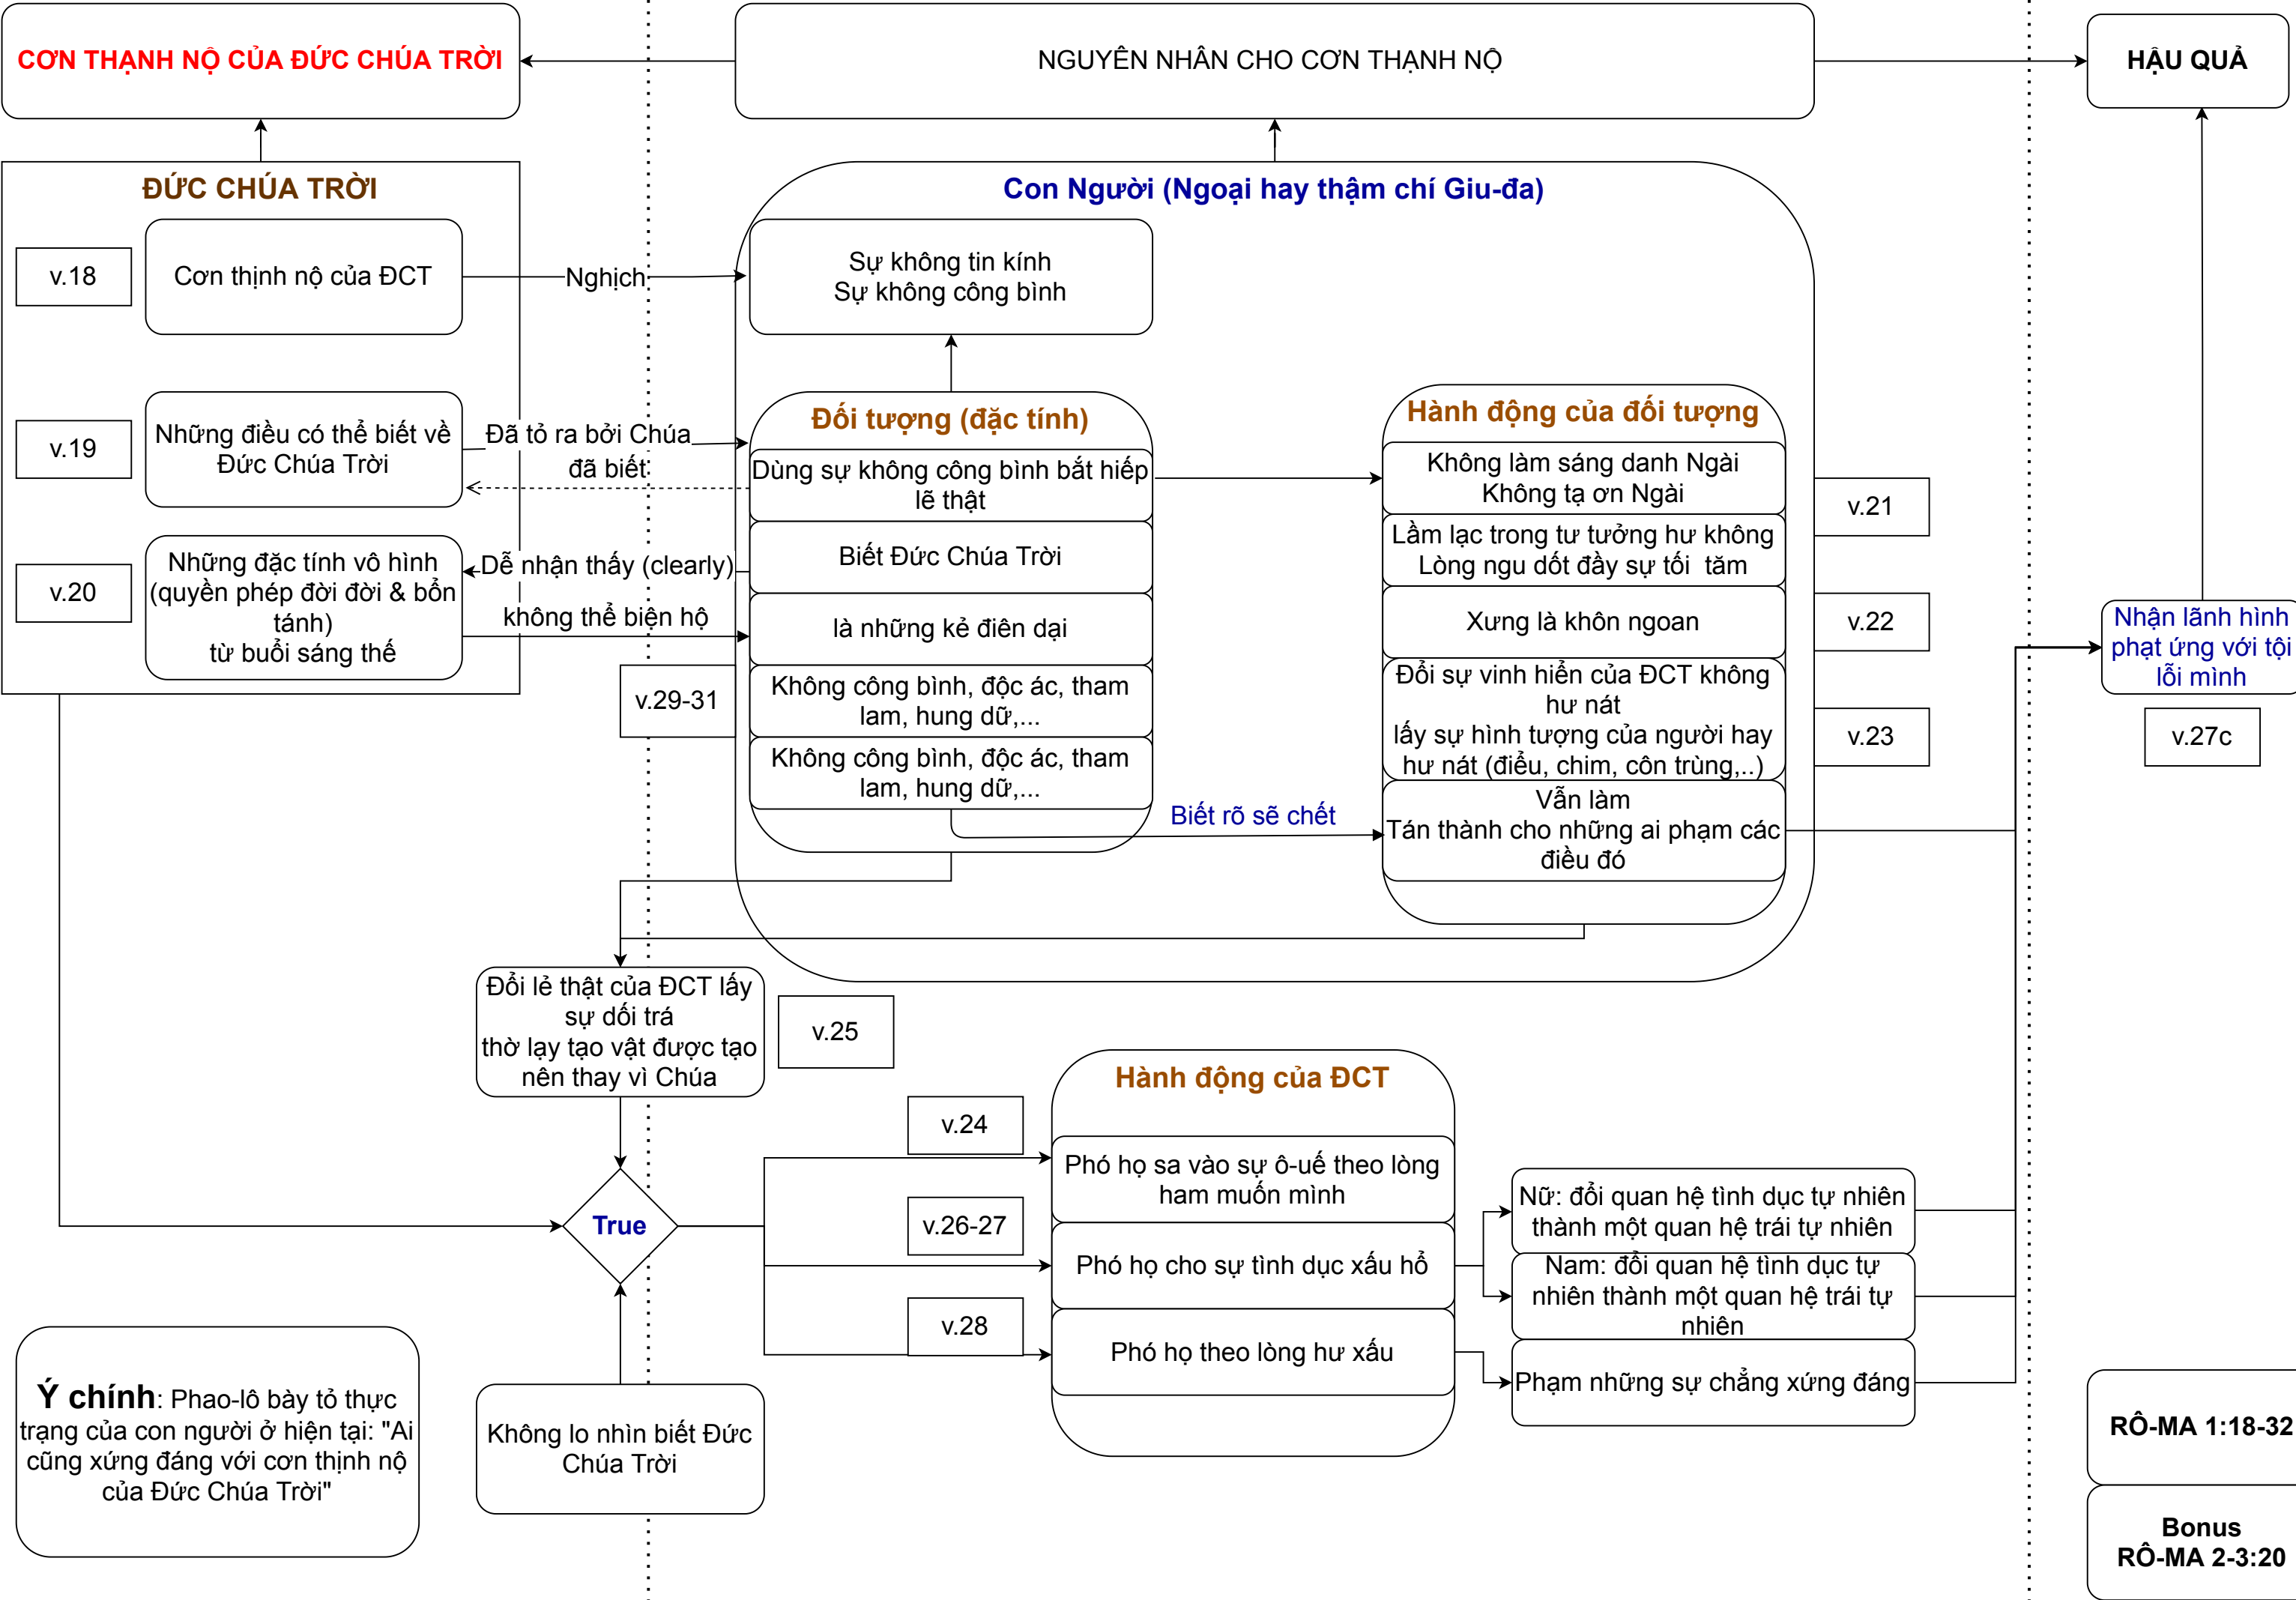 CƠN THẠNH NỘ CỦA ĐỨC CHÚA TRỜI
NGUYÊN NHÂN CHO CƠN THẠNH NỘ
HẬU QUẢ
ĐỨC CHÚA TRỜI
v.18
Cơn thịnh nộ của ĐCT
Nghịch
v.19
Những điều có thể biết về
Đức Chúa Trời
Đã tỏ ra bởi Chúa
đã biết
v.20
Những đặc tính vô hình
(quyền phép đời đời & bổn
tánh)
từ buổi sáng thế
Dễ nhận thấy (clearly)
không thể biện hộ
Con Người (Ngoại hay thậm chí Giu-đa)
Sự không tin kính
Sự không công bình
Đối tượng (đặc tính)
Dùng sự không công bình bắt hiếp
lẽ thật
Biết Đức Chúa Trời
là những kẻ điên dại
v.29-31
Không công bình, độc ác, tham
lam, hung dữ,...
Không công bình, độc ác, tham
lam, hung dữ,...
Biết rõ sẽ chết
Hành động của đối tượng
Không làm sáng danh Ngài
Không tạ ơn Ngài
v.21
Lầm lạc trong tư tưởng hư không
Lòng ngu dốt đầy sự tối  tăm
Xưng là khôn ngoan
v.22
Đổi sự vinh hiển của ĐCT không
hư nát
lấy sự hình tượng của người hay
hư nát (điểu, chim, côn trùng,..)
v.23
Vẫn làm
Tán thành cho những ai phạm các
điều đó
Nhận lãnh hình
phạt ứng với tội
lỗi mình
v.27c
Đổi lẻ thật của ĐCT lấy
sự dối trá
thờ lạy tạo vật được tạo
nên thay vì Chúa
v.25
True
Không lo nhìn biết Đức
Chúa Trời
Hành động của ĐCT
v.24
Phó họ sa vào sự ô-uế theo lòng
ham muốn mình
v.26-27
Phó họ cho sự tình dục xấu hổ
v.28
Phó họ theo lòng hư xấu
Nữ: đổi quan hệ tình dục tự nhiên
thành một quan hệ trái tự nhiên
Nam: đổi quan hệ tình dục tự
nhiên thành một quan hệ trái tự
nhiên
Phạm những sự chẳng xứng đáng
Ý chính: Phao-lô bày tỏ thực
trạng của con người ở hiện tại: "Ai
cũng xứng đáng với cơn thịnh nộ
của Đức Chúa Trời"
RÔ-MA 1:18-32
Bonus
RÔ-MA 2-3:20